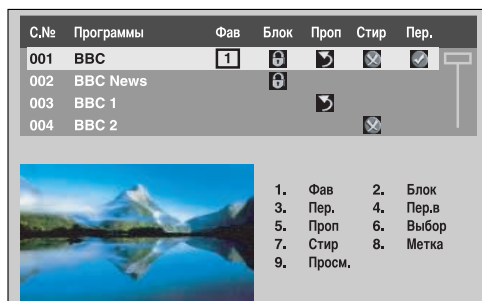 С.№ Программы Фав Блок Проп Стир Пер.
001 BBC 1
002 BBC News
003 BBC 1
004 BBC 2
1. Фав 2. Блок
3. Пер. 4. Пер.в
5. Проп 6. Выбор
7. Стир 8. Метка
9. Просм.